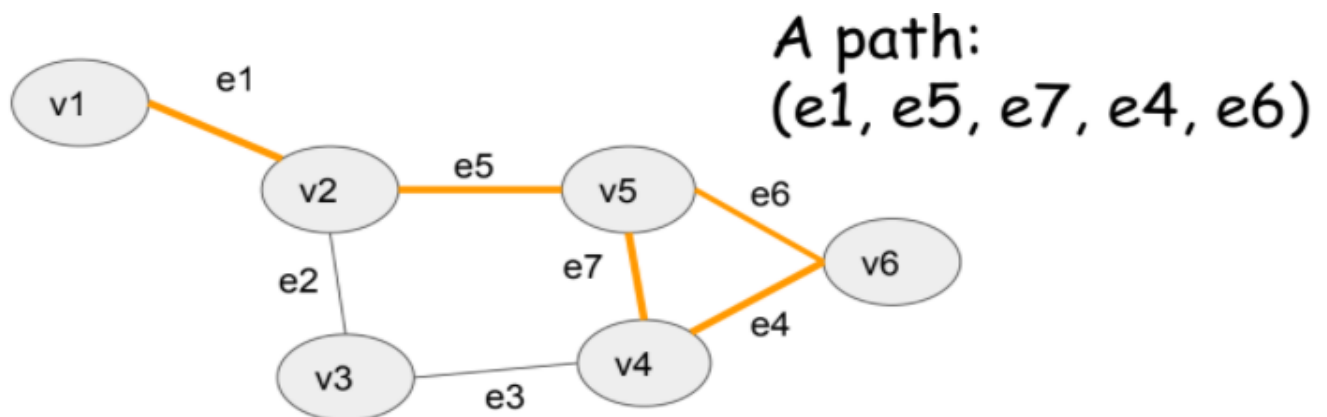 A path:
(e1, e5, e7, e4, e6)
e1
v1
v2
e5
v5
e6
e2
e7
v6
e4
v3
e3
v4